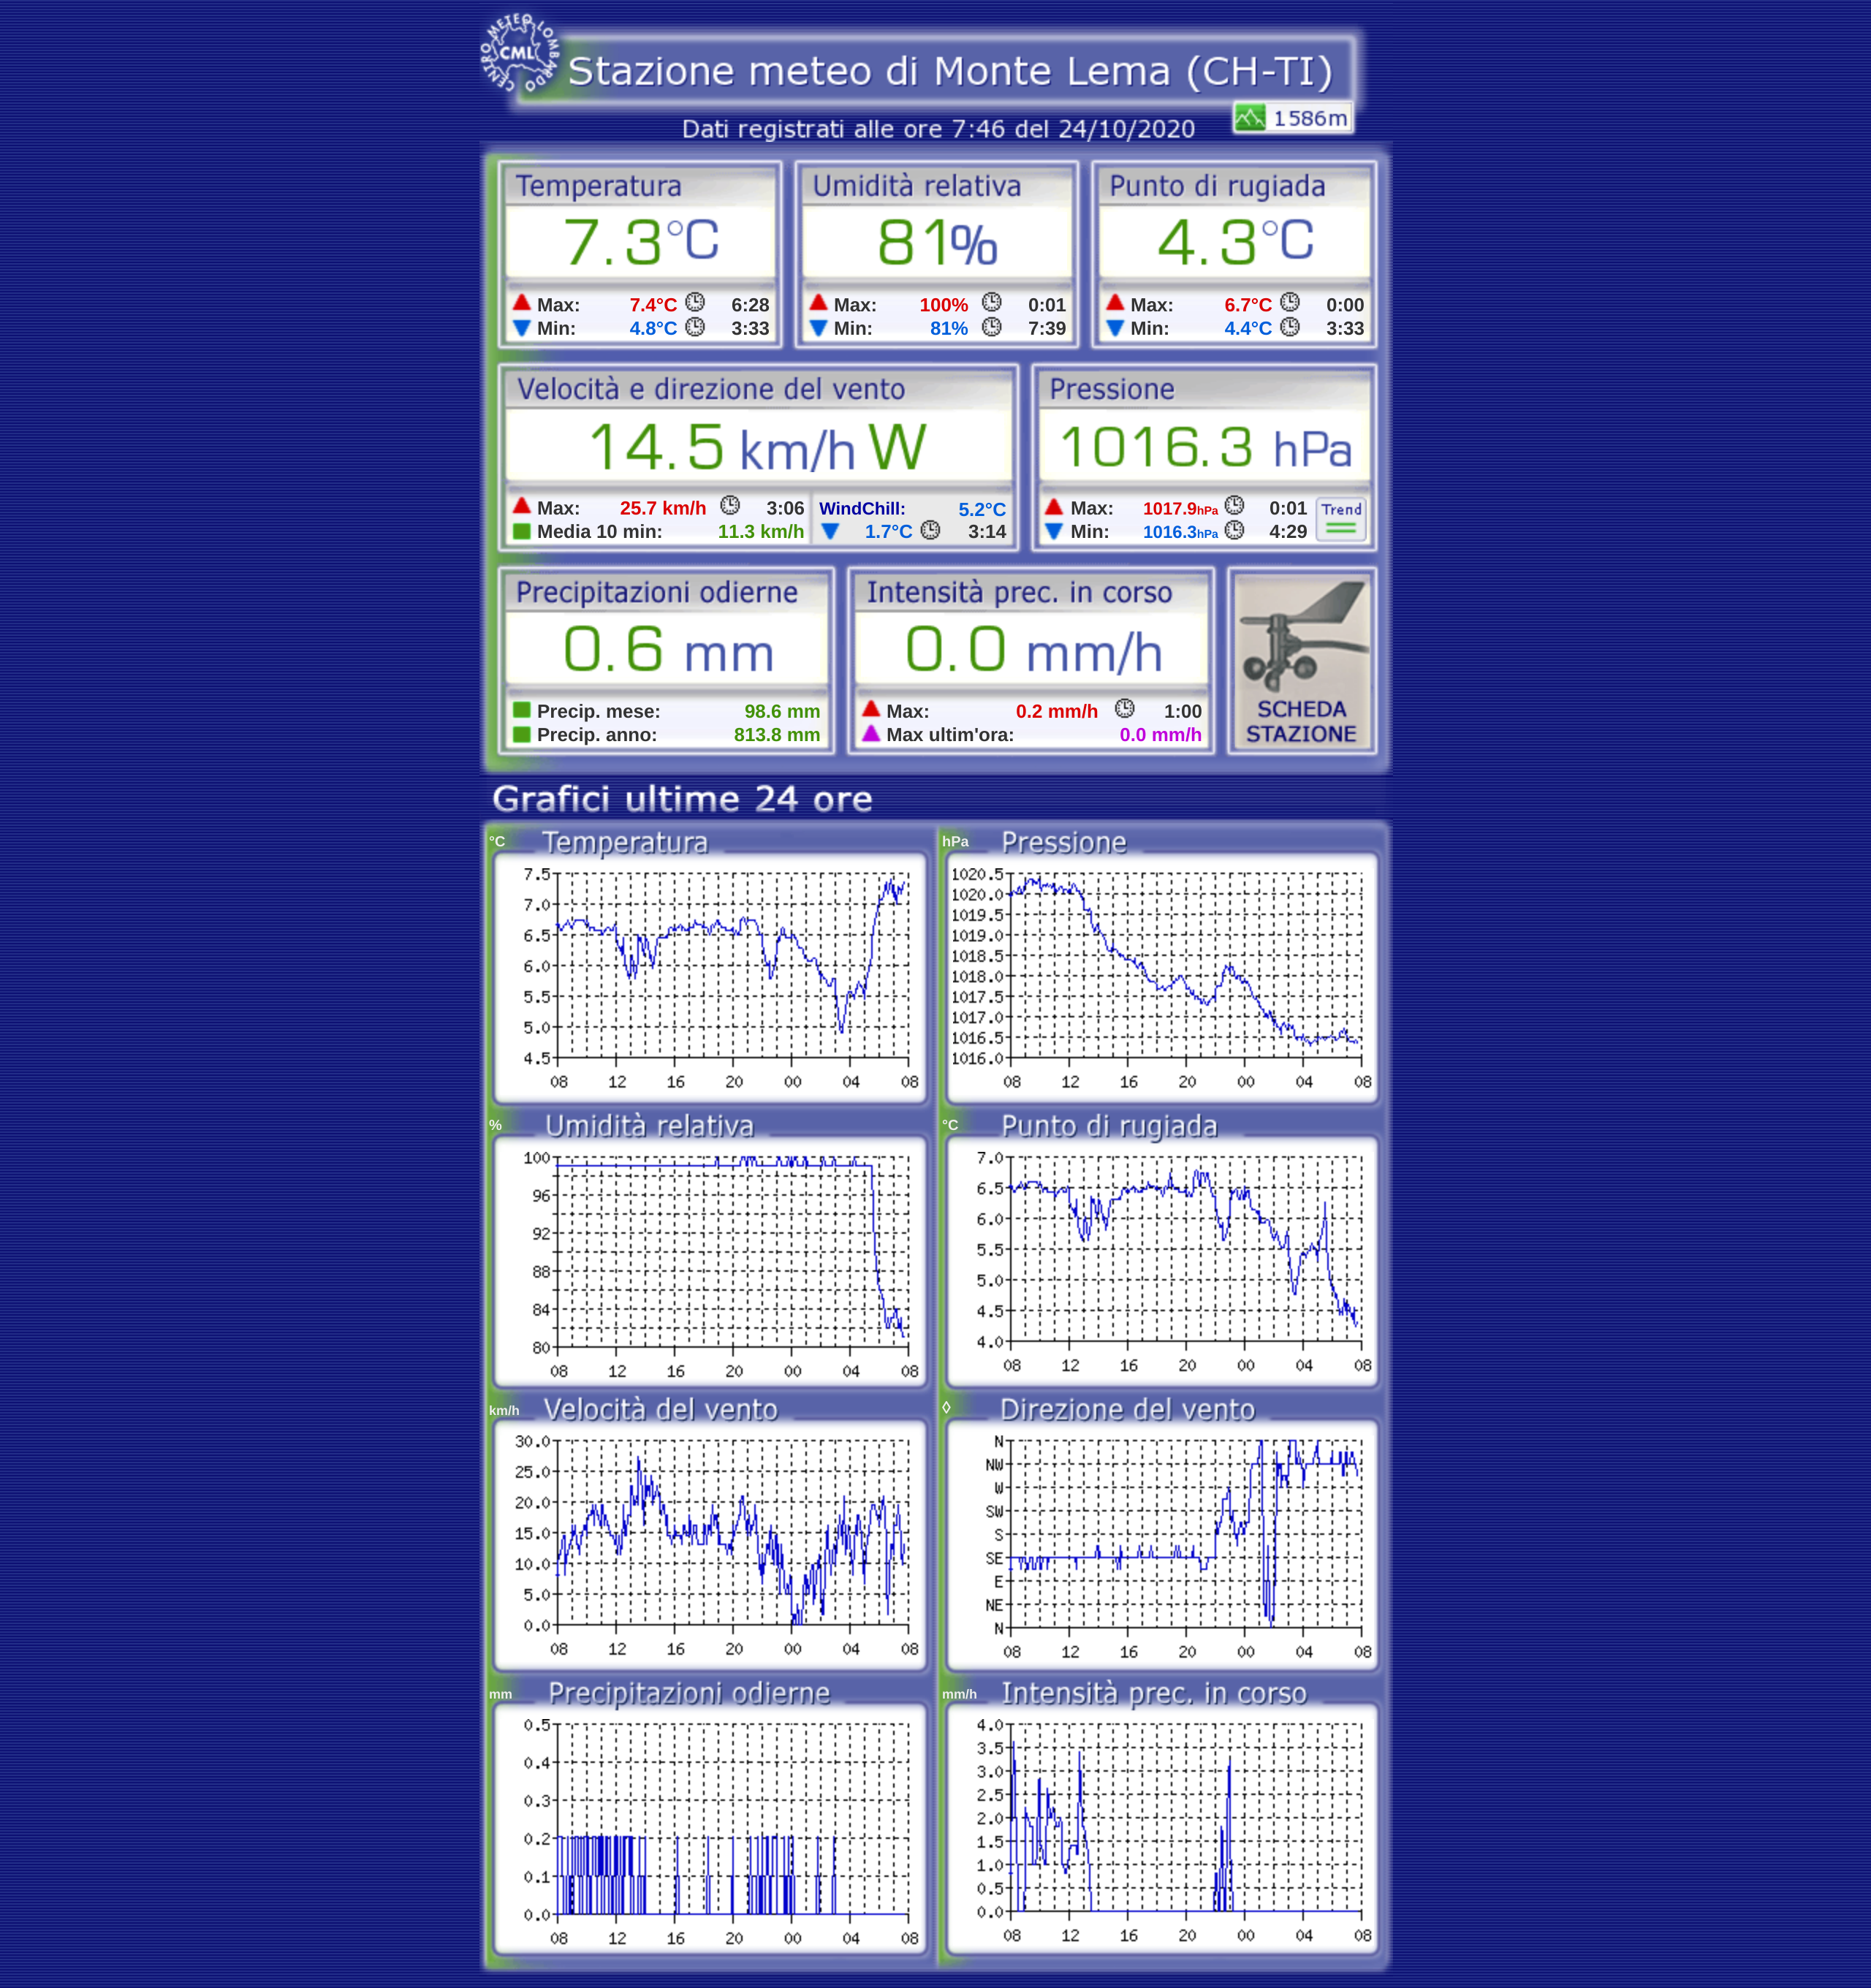 CENTRO METEO LOMBARDO
CML
Stazione meteo di Monte Lema (CH-TI)
1586m
Dati registrati alle ore 7:46 del 24/10/2020
Temperatura Umidità relativa Punto di rugiada
7.3°C 81% 4.3°C
Max: 7.4°C 6:28 Max: 100% 0:01 Max: 6.7°C 0:00
Min: 4.8°C 3:33 Min: 81% 7:39 Min: 4.4°C 3:33
Velocità e direzione del vento Pressione
14.5 km/h W 1016.3 hPa
Max: 25.7 km/h 3:06 WindChill: 5.2°C Max: 1017.9hPa 0:01 Trend
Media 10 min: 11.3 km/h 1.7°C 3:14 Min: 1016.3hPa 4:29
Precipitazioni odierne Intensità prec. in corso
0.6 mm 0.0 mm/h
Precip. mese: 98.6 mm Max: 0.2 mm/h 1:00 SCHEDA
Precip. anno: 813.8 mm Max ultim'ora: 0.0 mm/h STAZIONE
Grafici ultime 24 ore
°C Temperatura
7.5
7.0
6.5
6.0
5.5
5.0
4.5
08 12 16 20 00 04 08
hPa Pressione
1020.5
1020.0
1019.5
1019.0
1018.5
1018.0
1017.5
1017.0
1016.5
1016.0
08 12 16 20 00 04 08
% Umidità relativa
100
96
92
88
84
80
08 12 16 20 00 04 08
°C Punto di rugiada
7.0
6.5
6.0
5.5
5.0
4.5
4.0
08 12 16 20 00 04 08
km/h Velocità del vento
30.0
25.0
20.0
15.0
10.0
5.0
0.0
08 12 16 20 00 04 08
◊ Direzione del vento
N
NW
W
SW
S
SE
E
NE
N
08 12 16 20 00 04 08
mm Precipitazioni odierne
0.5
0.4
0.3
0.2
0.1
0.0
08 12 16 20 00 04 08
mm/h Intensità prec. in corso
4.0
3.5
3.0
2.5
2.0
1.5
1.0
0.5
0.0
08 12 16 20 00 04 08